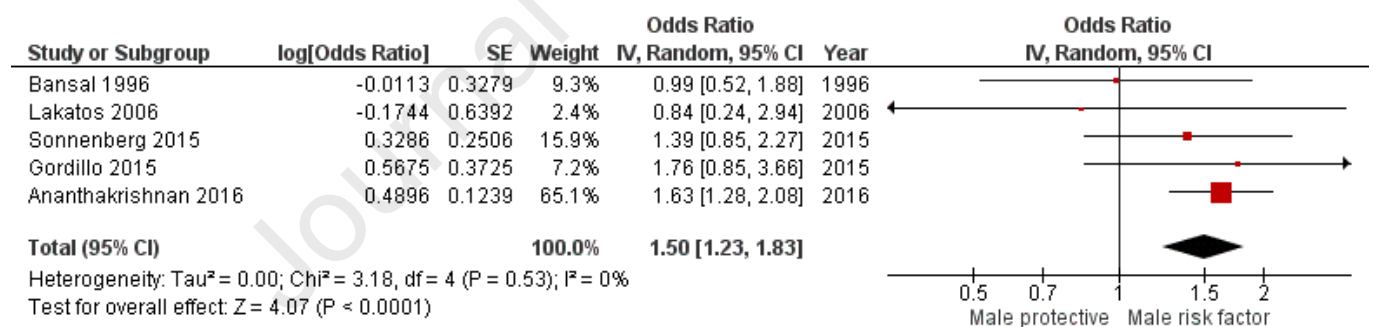 Odds Ratio Odds Ratio
Study or Subgroup log[Odds Ratio] SE Weight IV, Random, 95% CI Year IV, Random, 95% CI
Bansal 1996 -0.0113 0.3279 9.3% 0.99 [0.52, 1.88] 1996
Lakatos 2006 -0.1744 0.6392 2.4% 0.84 [0.24, 2.94] 2006
Sonnenberg 2015 0.3286 0.2506 15.9% 1.39 [0.85, 2.27] 2015
Gordillo 2015 0.5675 0.3725 7.2% 1.76 [0.85, 3.66] 2015
Ananthakrishnan 2016 0.4896 0.1239 65.1% 1.63 [1.28, 2.08] 2016
Total (95% CI) 100.0% 1.50 [1.23, 1.83]
Heterogeneity: Tau² = 0.00; Chi² = 3.18, df = 4 (P = 0.53); I² = 0%
Test for overall effect: Z = 4.07 (P < 0.0001)
0.5 0.7 1 1.5 2
Male protective Male risk factor
Journal